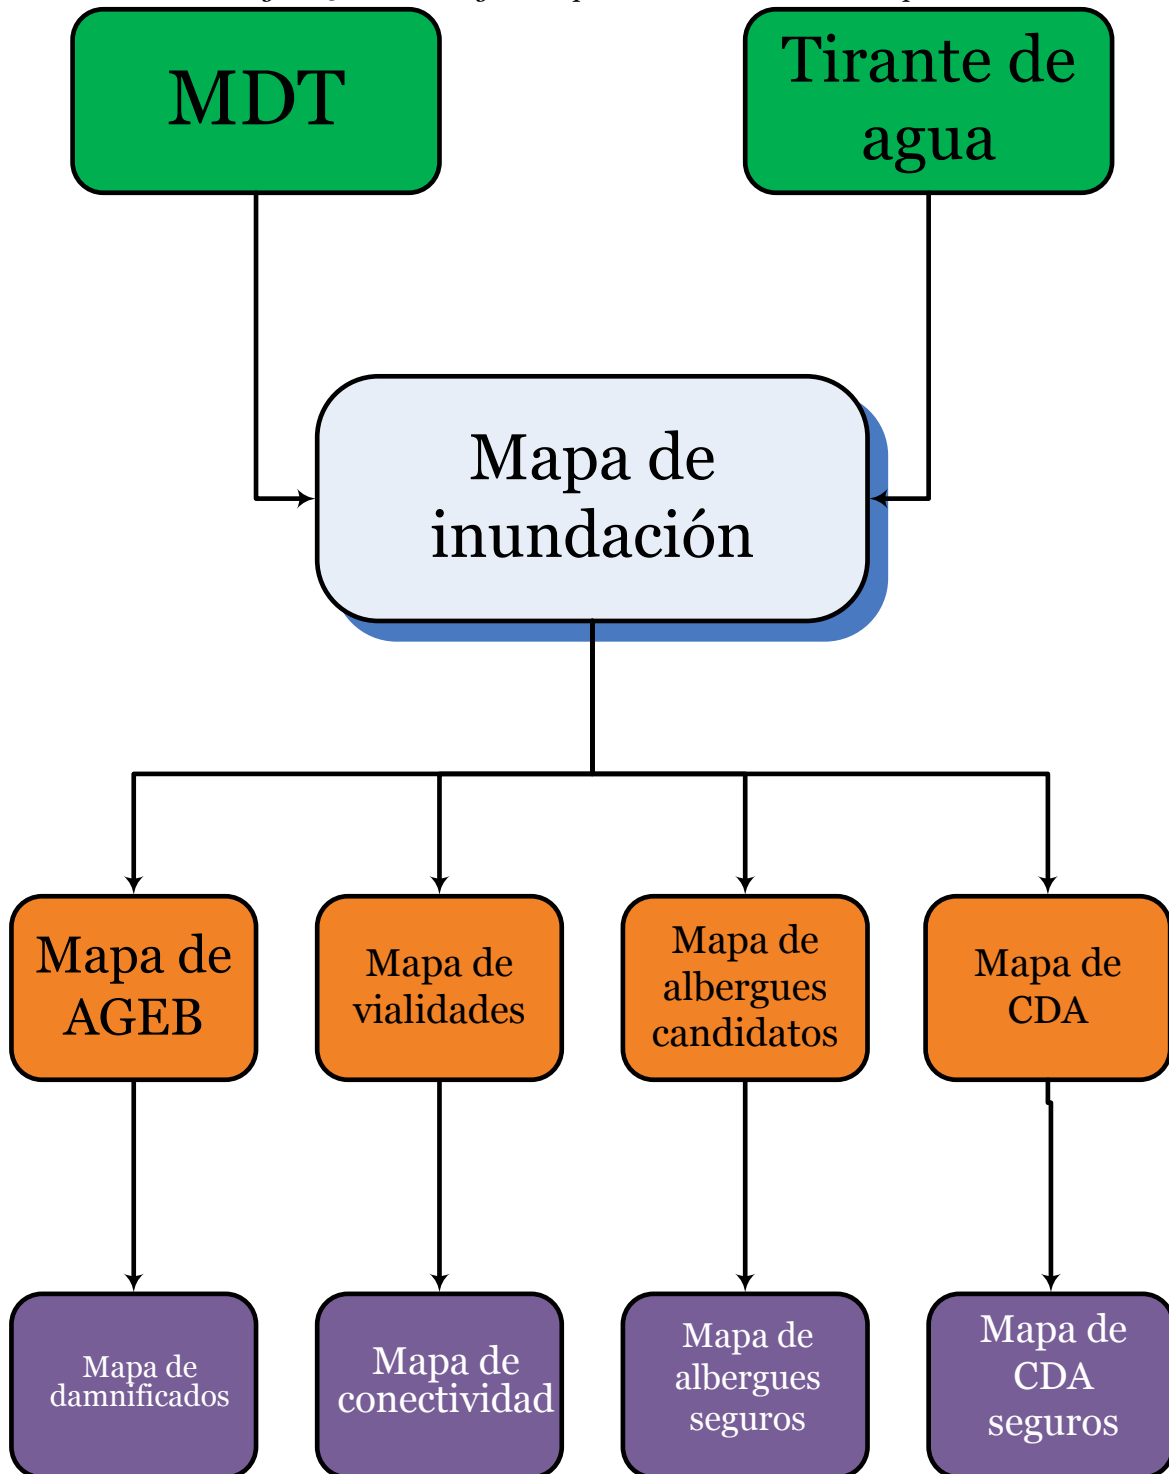 MDT
Tirante de
agua
Mapa de
inundación
Mapa de
AGEB
Mapa de
vialidades
Mapa de
albergues
candidatos
Mapa de
CDA
Mapa de
damnificados
Mapa de
conectividad
Mapa de
albergues
seguros
Mapa de
CDA
seguros